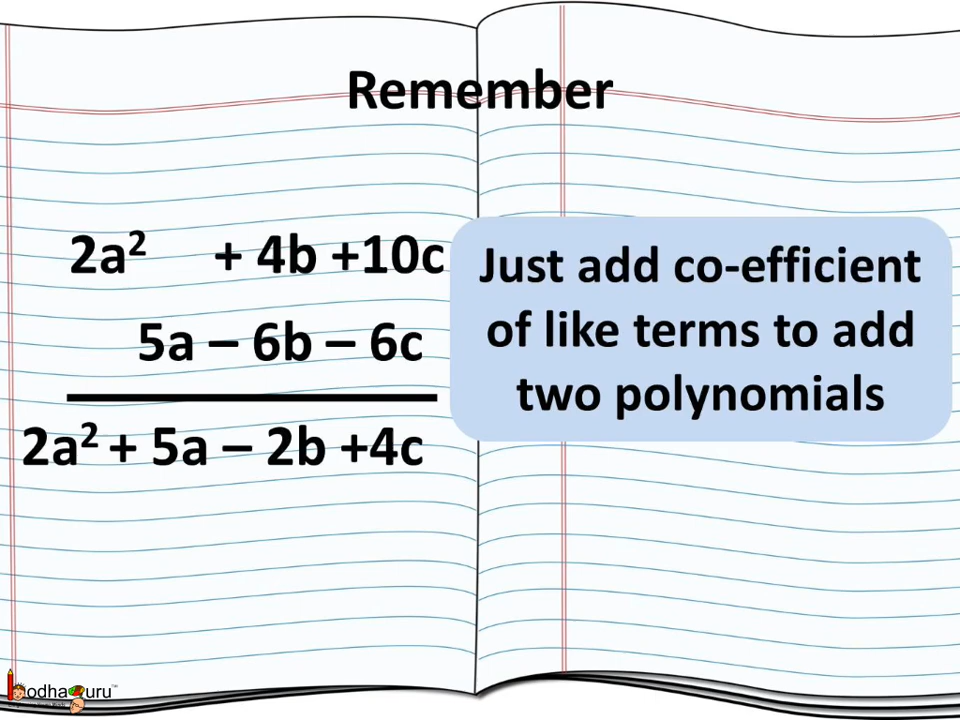 Remember
2a² + 4b +10c
5a – 6b – 6c
2a² + 5a – 2b +4c
Just add co-efficient
of like terms to add
two polynomials